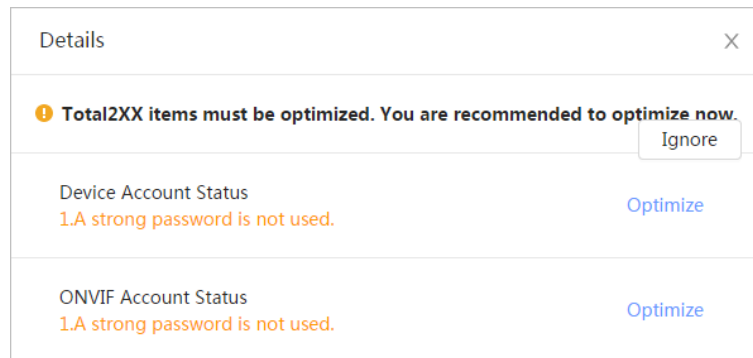 Details
Total2XX items must be optimized. You are recommended to optimize now.
Ignore
Device Account Status
1.A strong password is not used.
Optimize
ONVIF Account Status
1.A strong password is not used.
Optimize